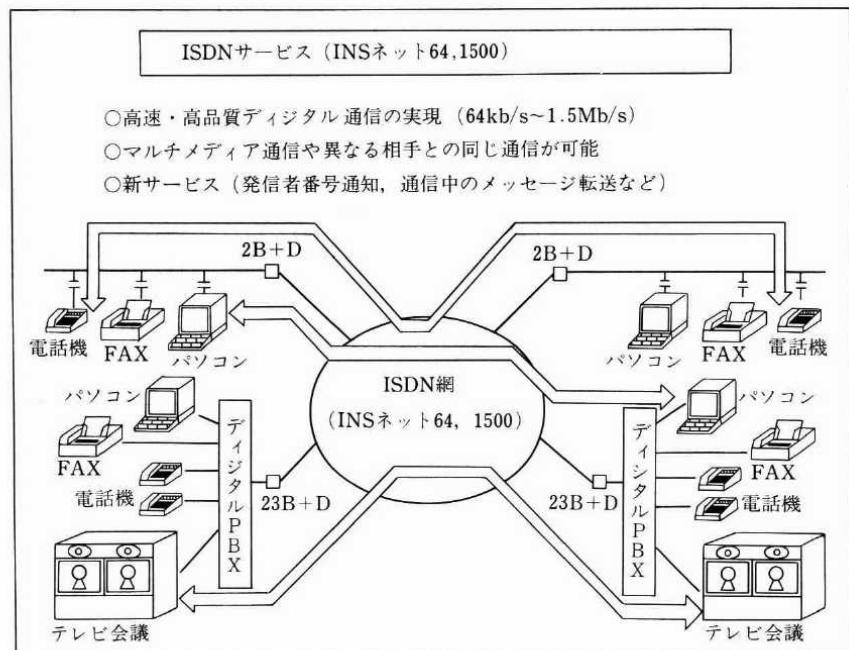 ISDNサービス (INSネット64,1500)
○高速・高品質ディジタル通信の実現 (64kb/s~1.5Mb/s)
○マルチメディア通信や異なる相手との同じ通信が可能
○新サービス (発信者番号通知, 通信中のメッセージ転送など)
2B+D
2B+D
電話機
FAX
パソコン
パソコン
FAX
電話機
ISDN網
(INSネット64, 1500)
パソコン
FAX
電話機
ディジタルPBX
23B+D
23B+D
ディジタルPBX
パソコン
FAX
電話機
テレビ会議
テレビ会議